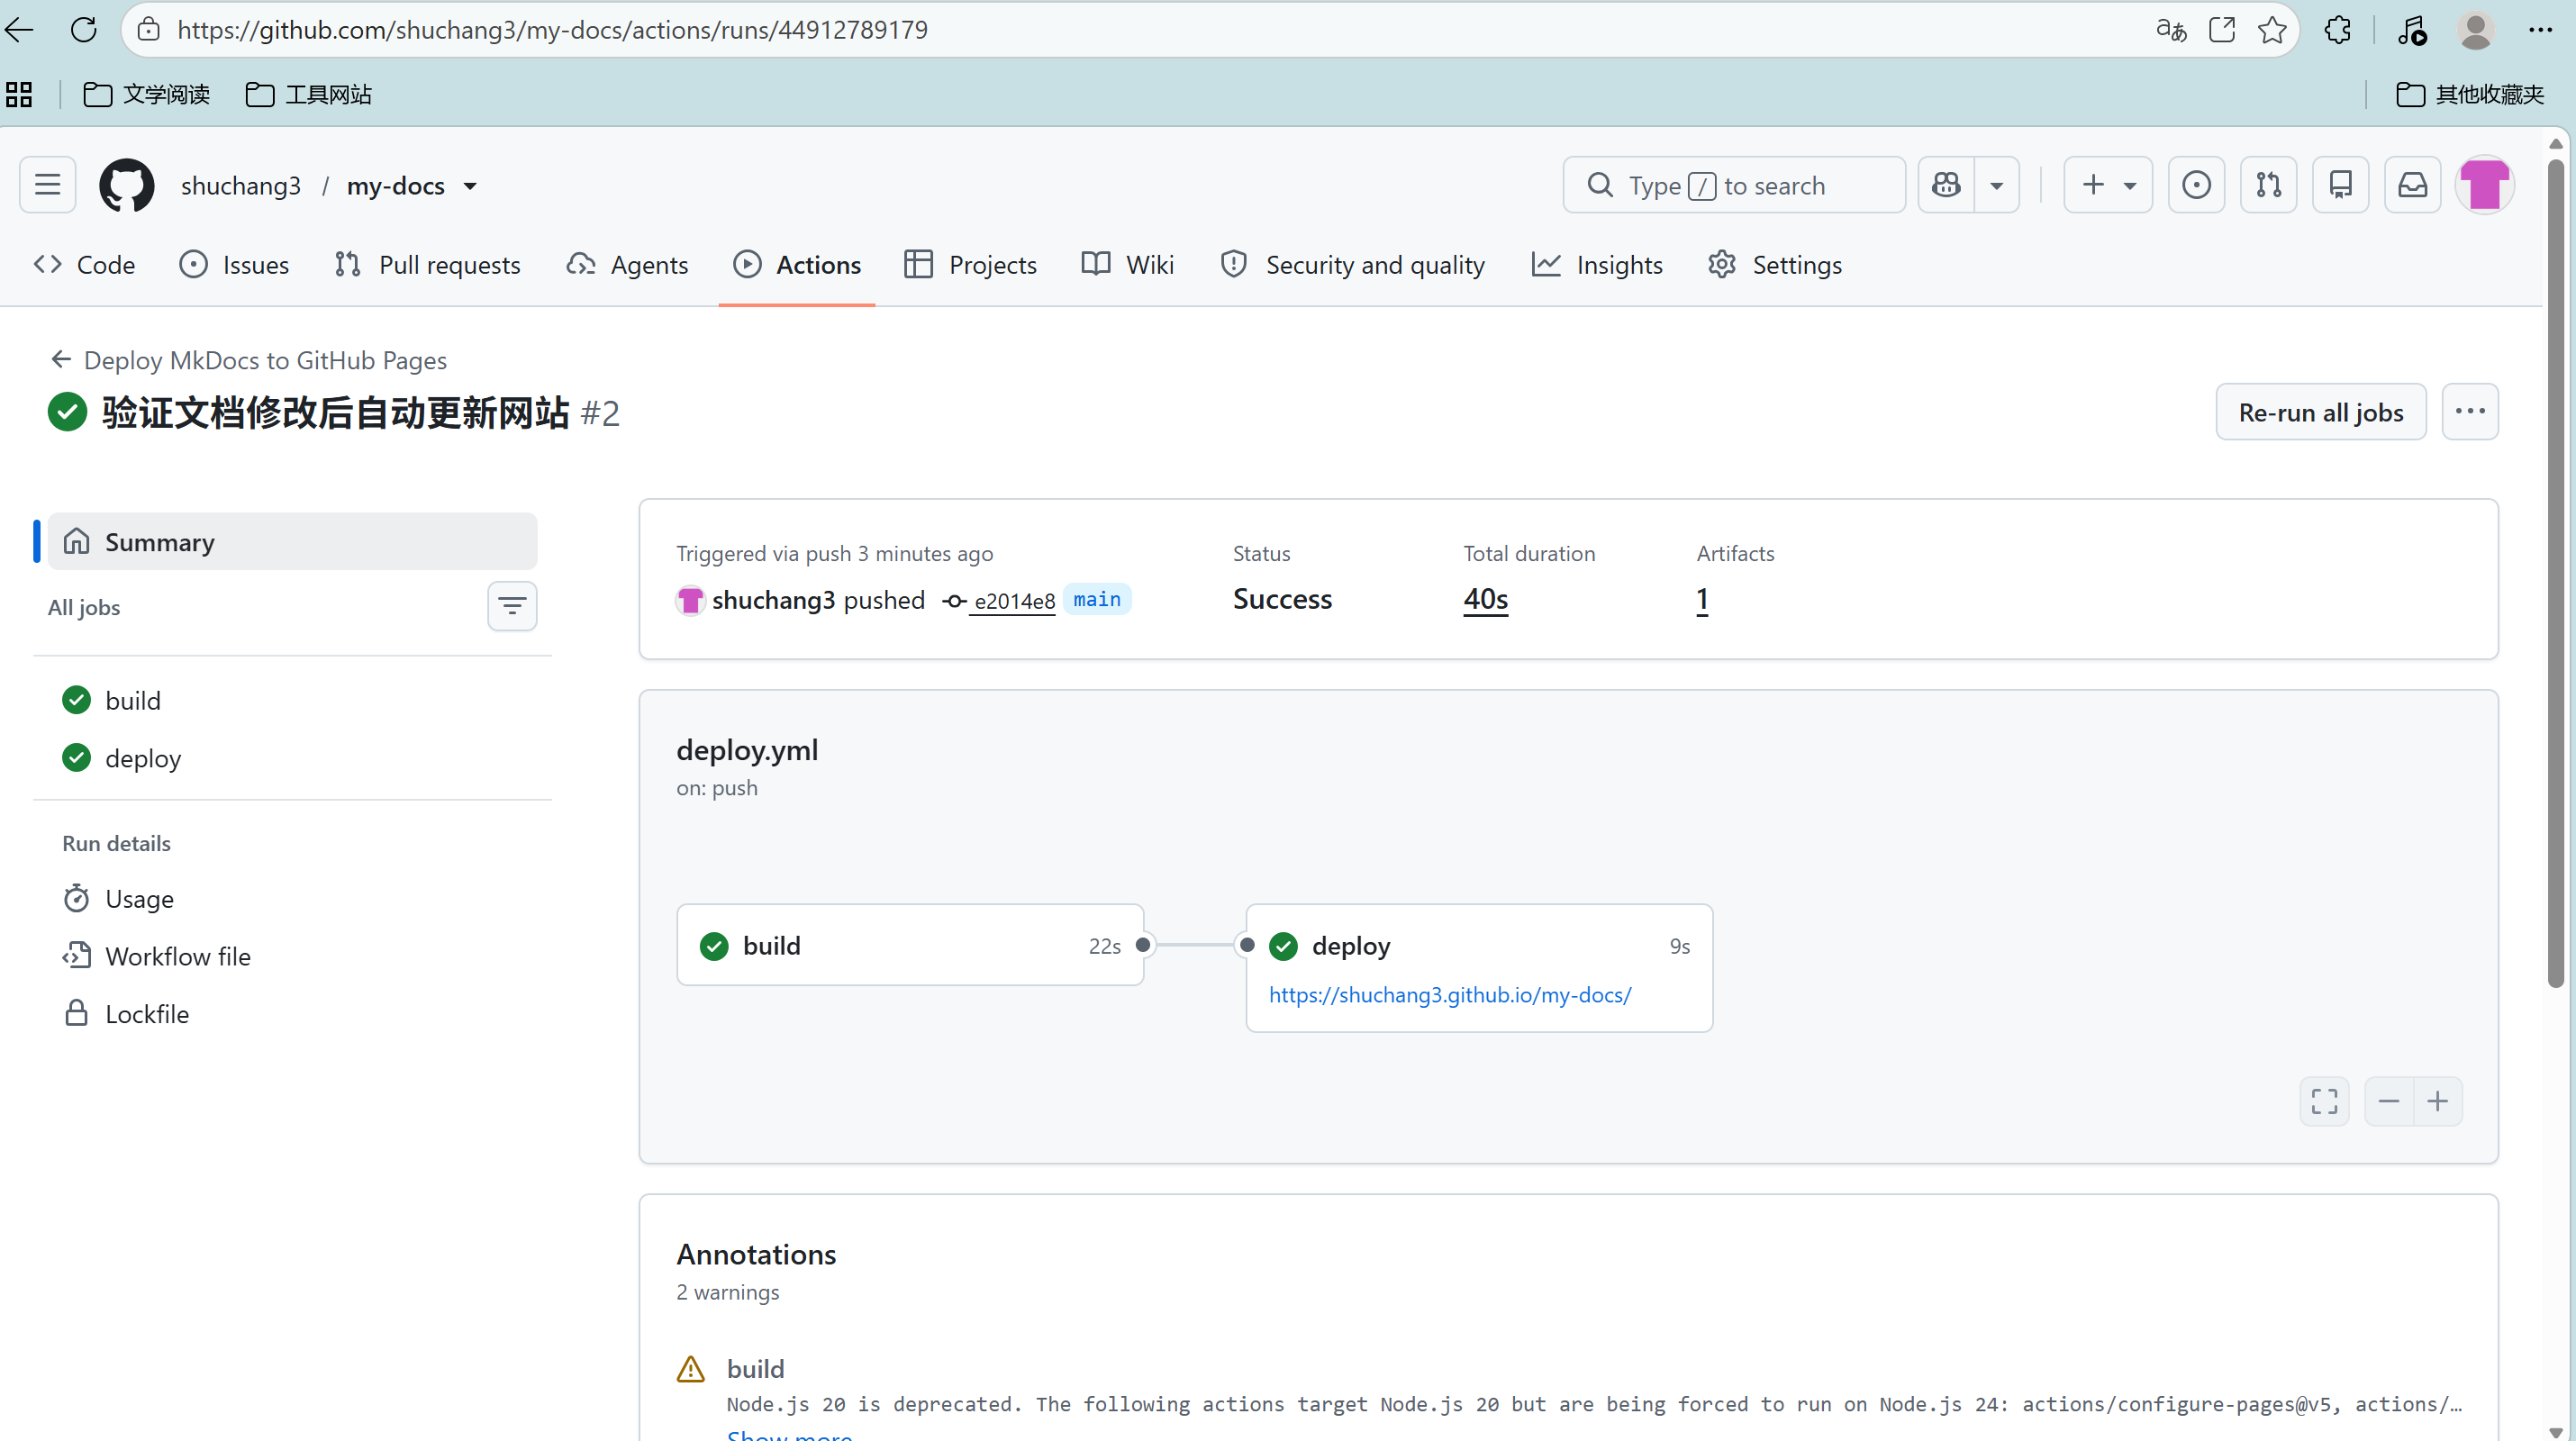 https://github.com/shuchang3/my-docs/actions/runs/44912789179
文学阅读
工具网站
其他收藏夹
shuchang3 / my-docs
Type / to search
Code
Issues
Pull requests
Agents
Actions
Projects
Wiki
Security and quality
Insights
Settings
Deploy MkDocs to GitHub Pages
验证文档修改后自动更新网站 #2
Re-run all jobs
Summary
All jobs
build
deploy
Run details
Usage
Workflow file
Lockfile
Triggered via push 3 minutes ago
shuchang3 pushed e2014e8 main
Status
Success
Total duration
40s
Artifacts
1
deploy.yml
on: push
build 22s
deploy 9s
https://shuchang3.github.io/my-docs/
Annotations
2 warnings
build
Node.js 20 is deprecated. The following actions target Node.js 20 but are being forced to run on Node.js 24: actions/configure-pages@v5, actions/…
Show more